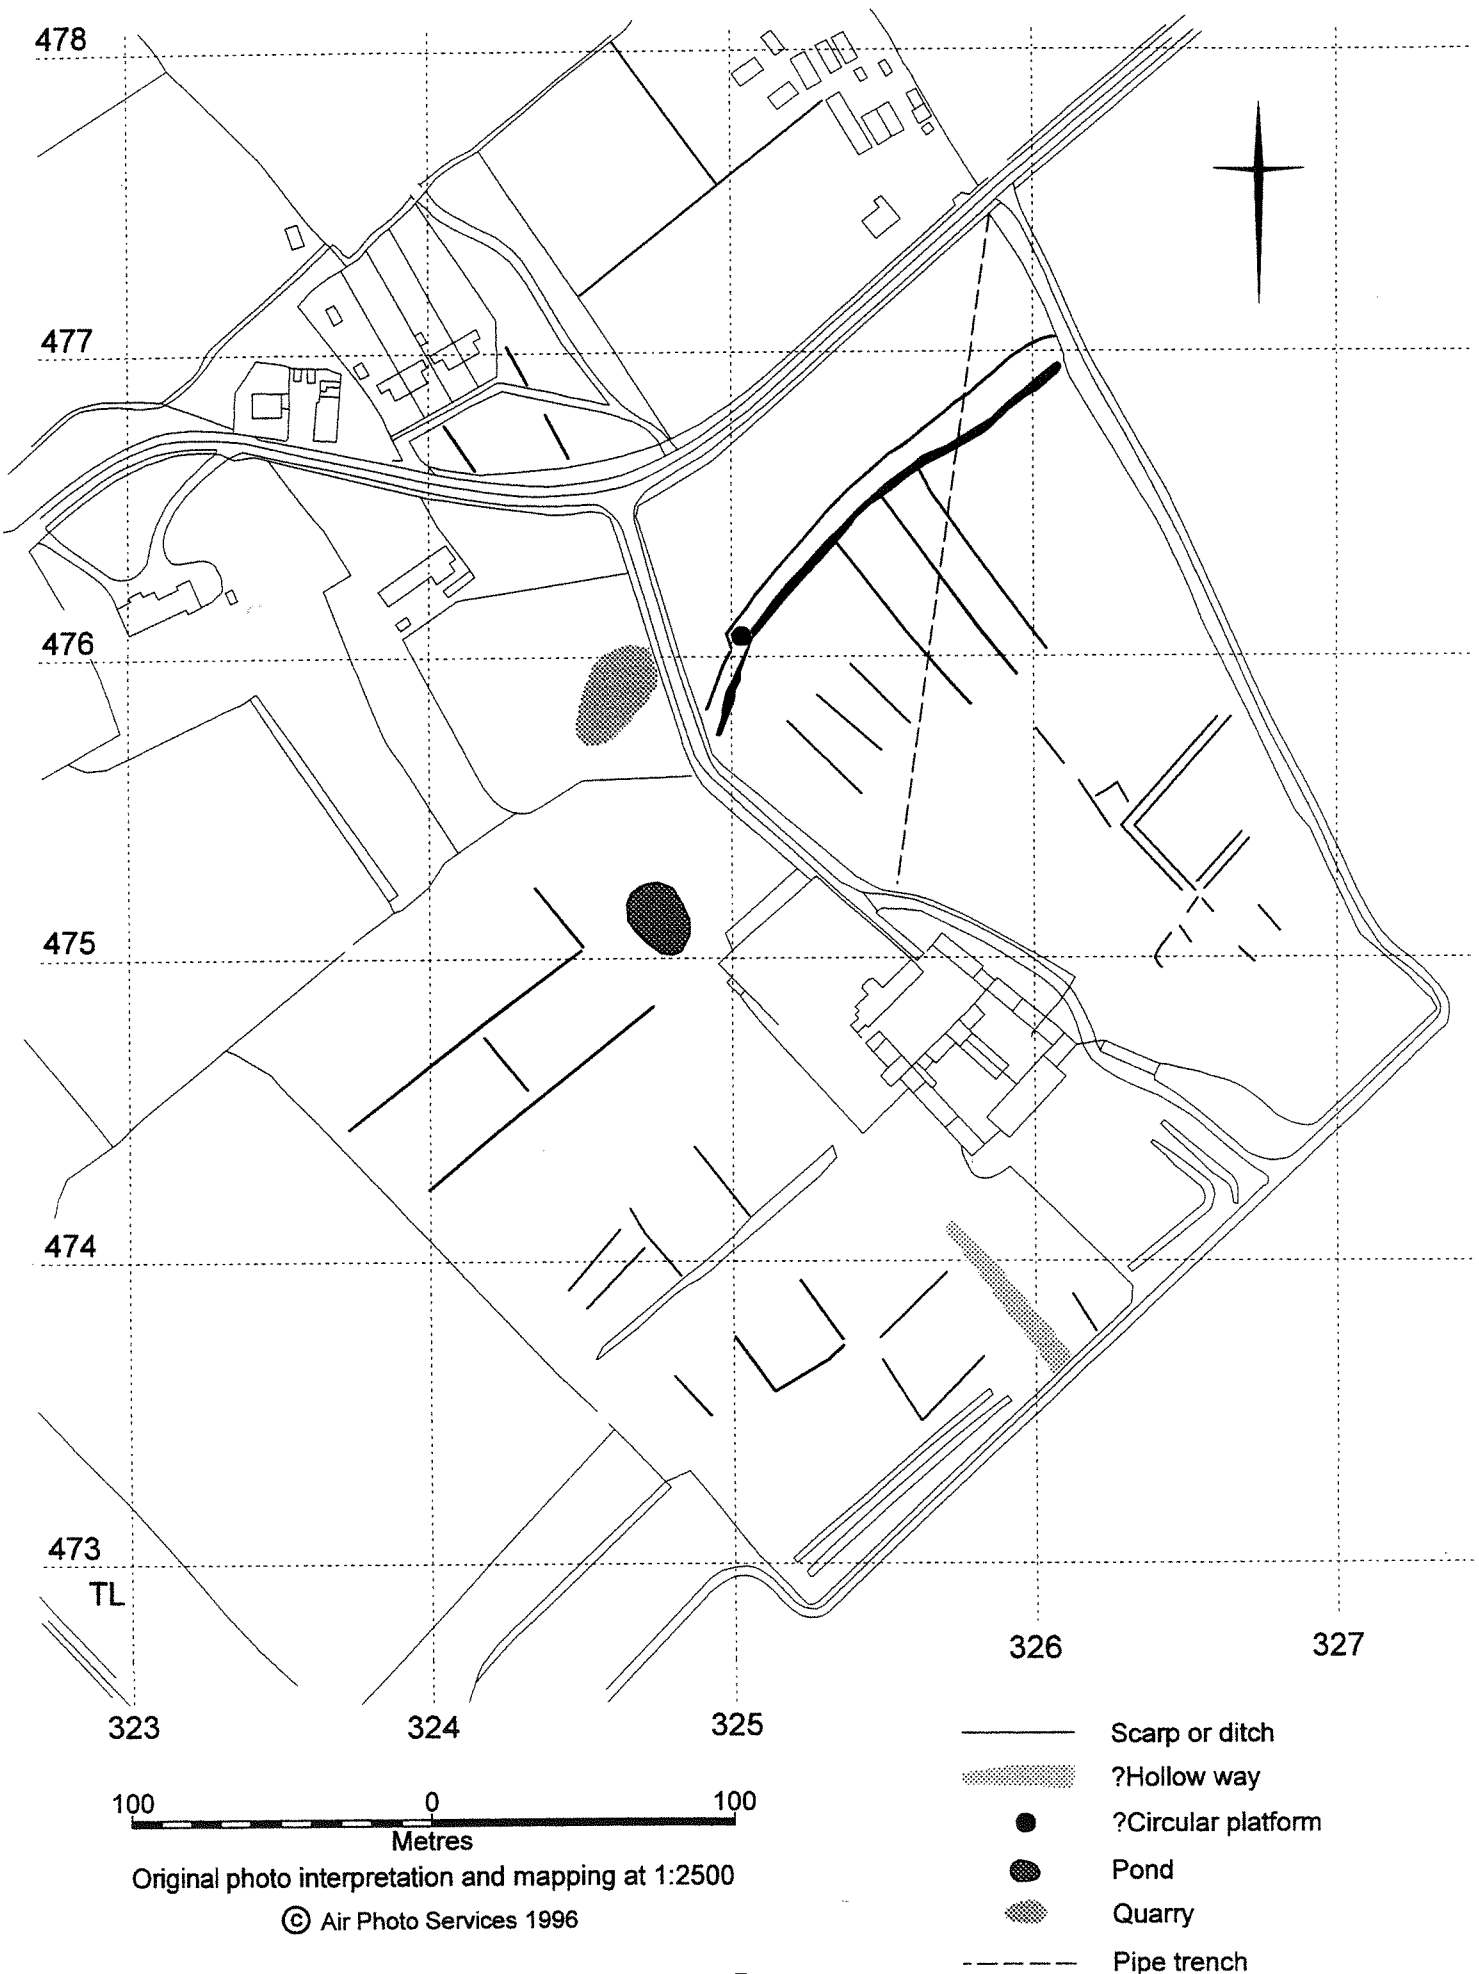 478
477
476
475
474
473
TL
326
327
323
324
325
Scarp or ditch
?Hollow way
?Circular platform
Pond
Quarry
Pipe trench
100
0
100
Metres
Original photo interpretation and mapping at 1:2500
© Air Photo Services 1996